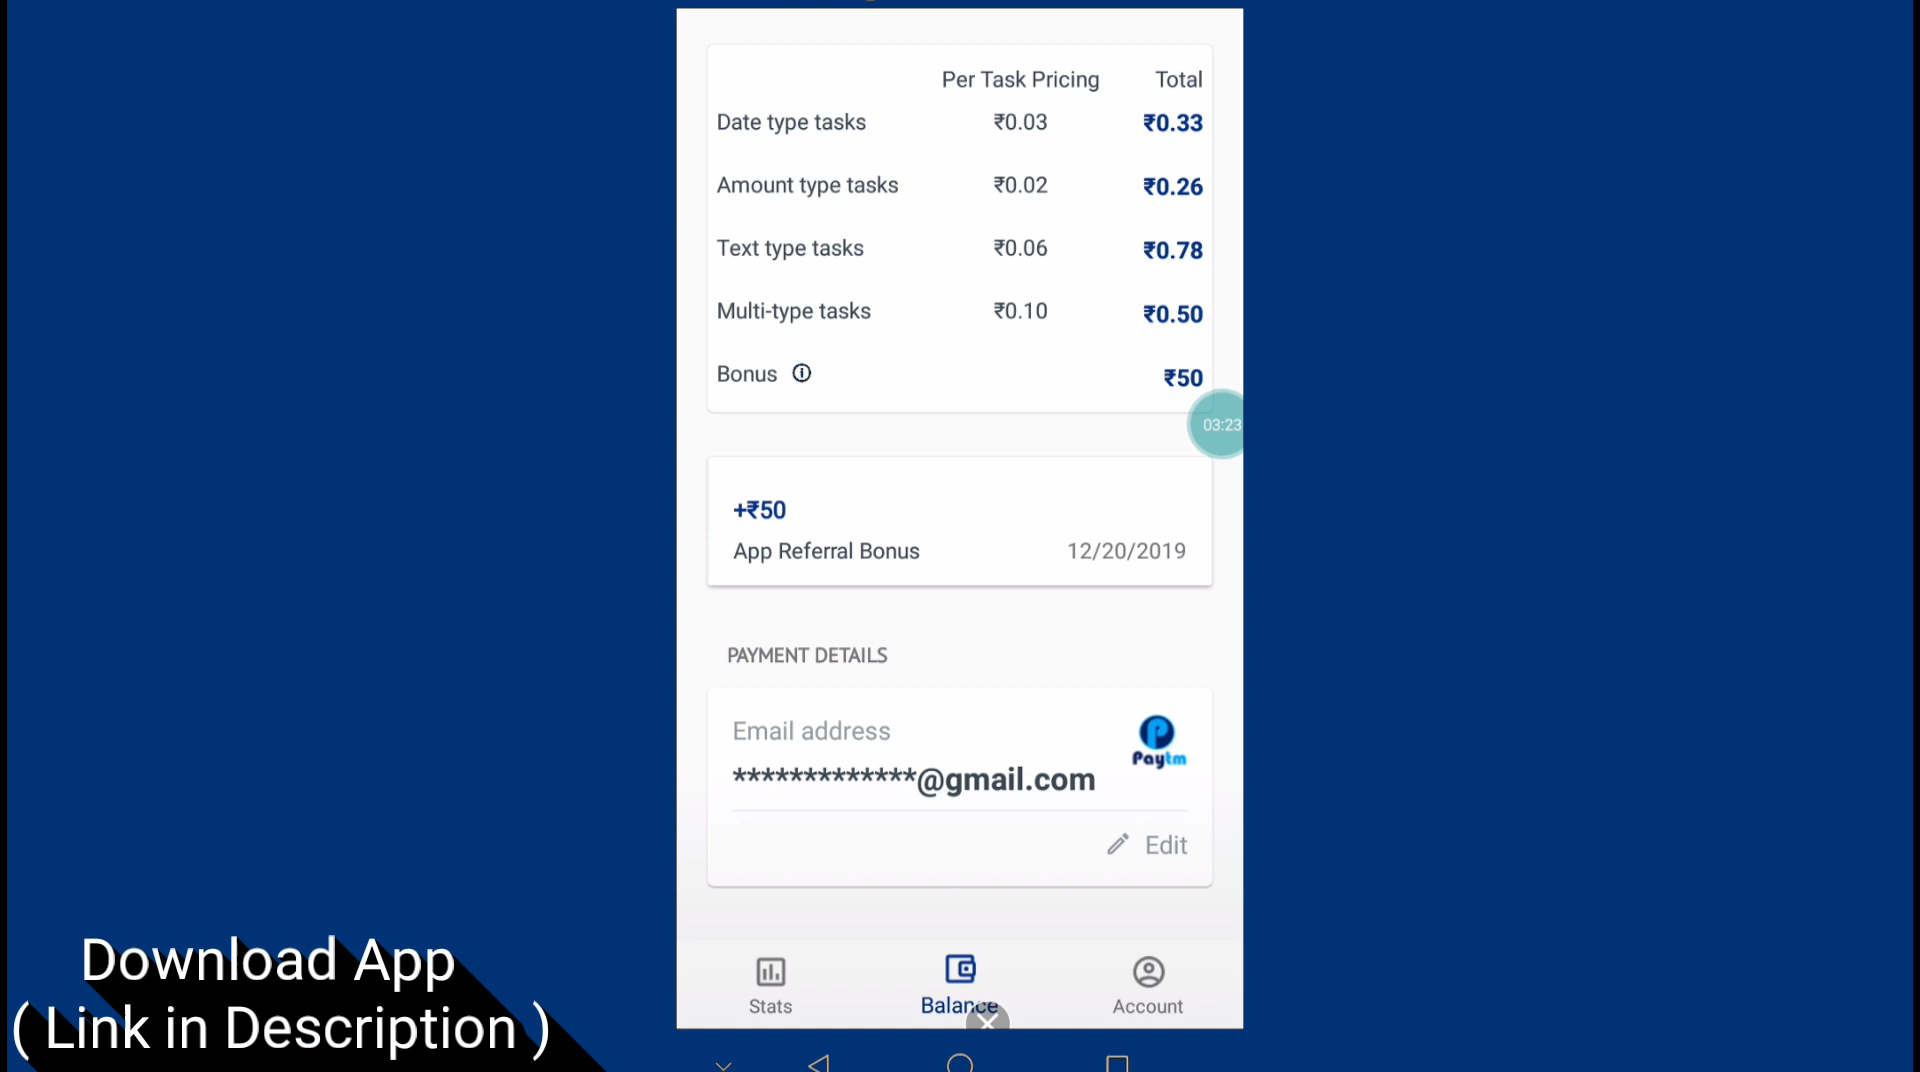 Per Task Pricing Total
Date type tasks ₹0.03 ₹0.33
Amount type tasks ₹0.02 ₹0.26
Text type tasks ₹0.06 ₹0.78
Multi-type tasks ₹0.10 ₹0.50
Bonus ₹50
03:23
+₹50
App Referral Bonus 12/20/2019
PAYMENT DETAILS
Email address
Paytm
*************@gmail.com
Edit
Stats Balance Account
Download App
( Link in Description )